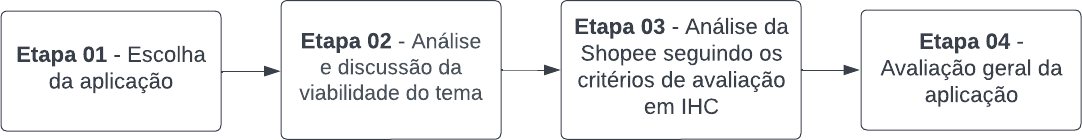 Etapa 01 - Escolha
da aplicação
Etapa 02 - Análise
e discussão da
viabilidade do tema
Etapa 03 - Análise da
Shopee seguindo os
critérios de avaliação
em IHC
Etapa 04 -
Avaliação geral da
aplicação